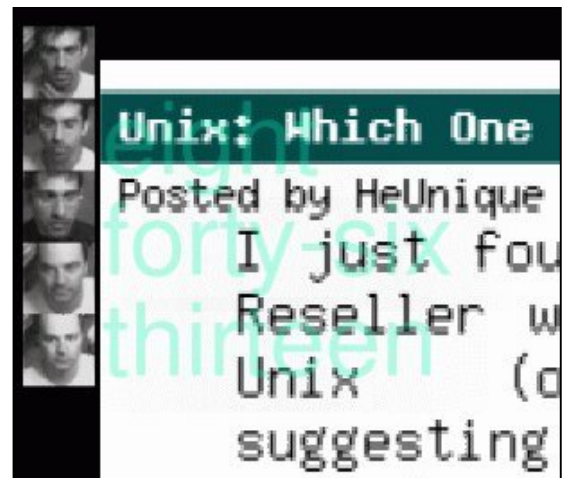 Unix: Which One
Posted by HeUnique
I just fou
Reseller w
Unix (
suggesting
eight
forty-six
thirteen